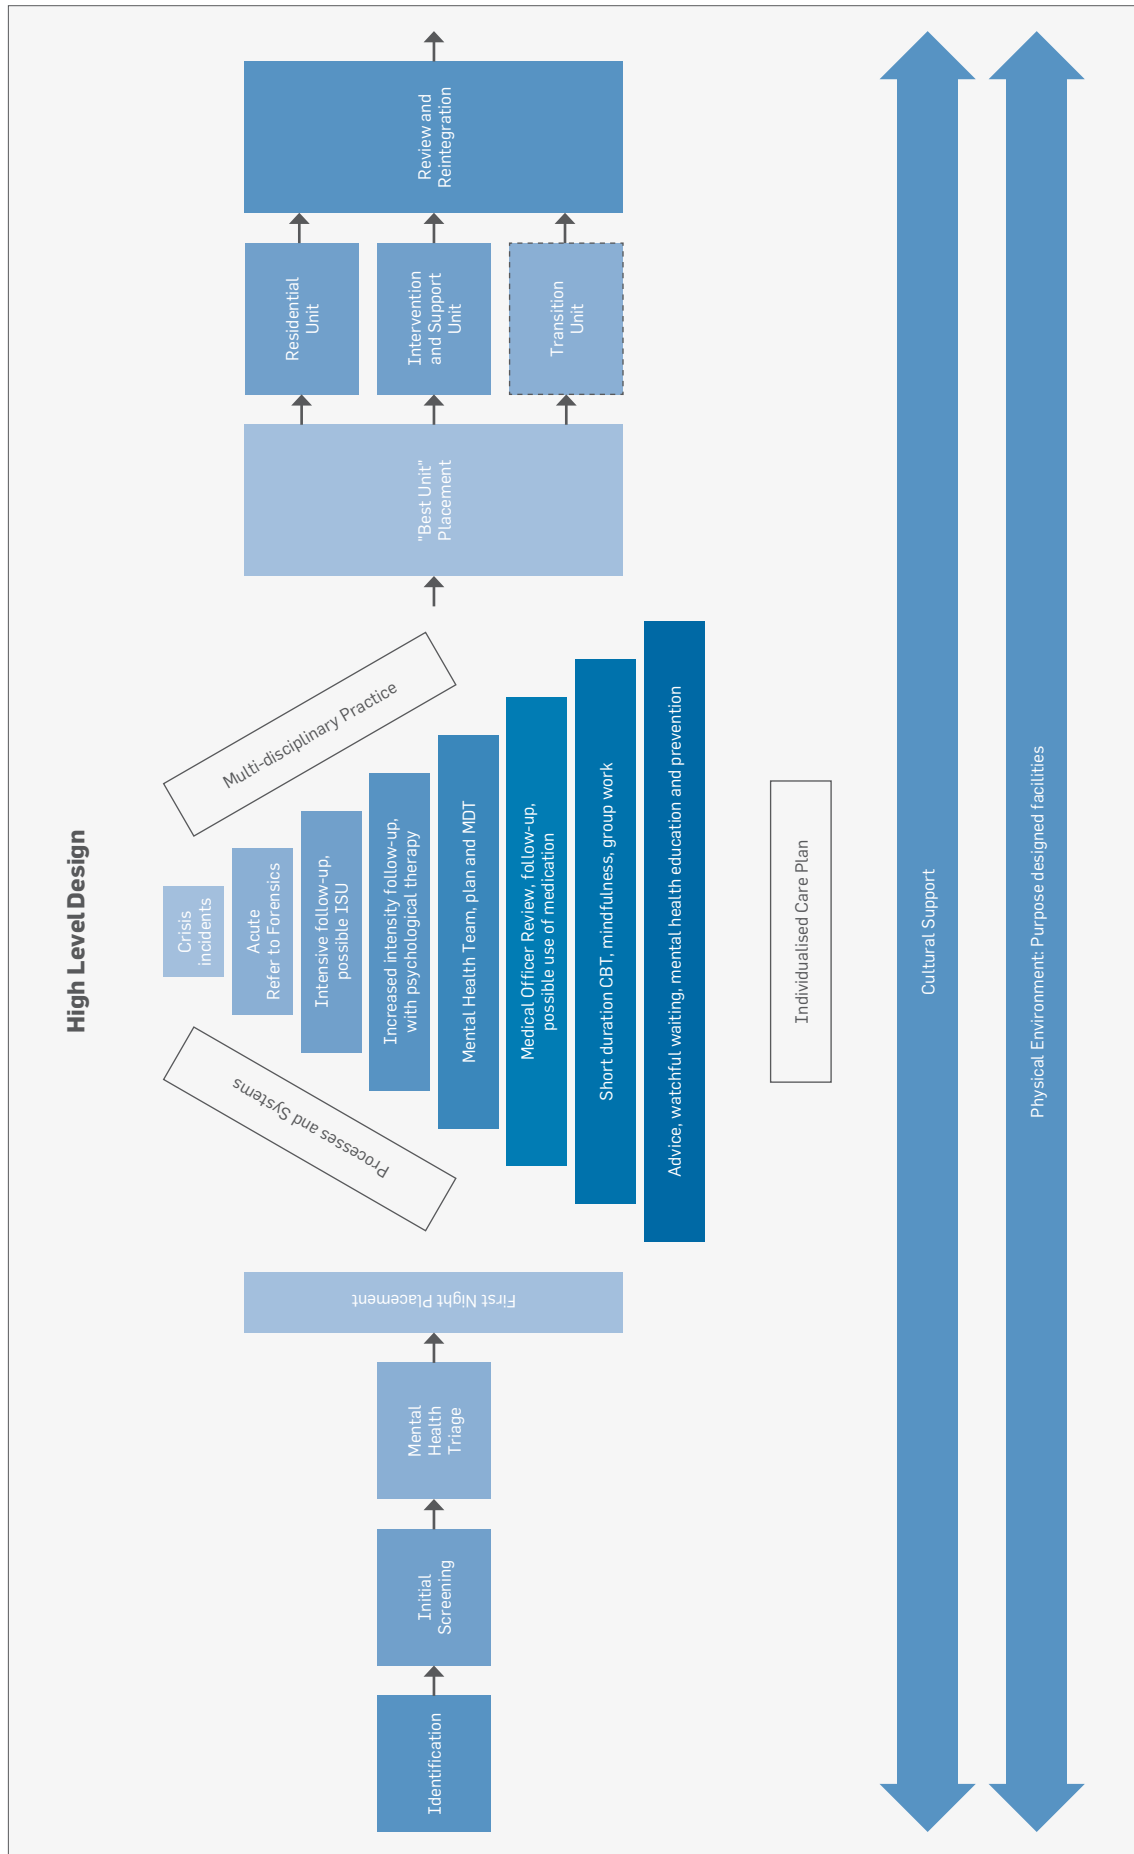 High Level Design
Identification
Initial
Screening
Mental
Health
Triage
First Night Placement
Processes and Systems
Multi-disciplinary Practice
Crisis
incidents
Acute
Refer to Forensics
Intensive follow-up,
possible ISU
Increased intensity follow-up,
with psychological therapy
Mental Health Team, plan and MDT
Medical Officer Review, follow-up,
possible use of medication
Short duration CBT, mindfulness, group work
Advice, watchful waiting, mental health education and prevention
Individualised Care Plan
"Best Unit"
Placement
Residential
Unit
Intervention
and Support
Unit
Transition
Unit
Review and
Reintegration
Cultural Support
Physical Environment: Purpose designed facilities